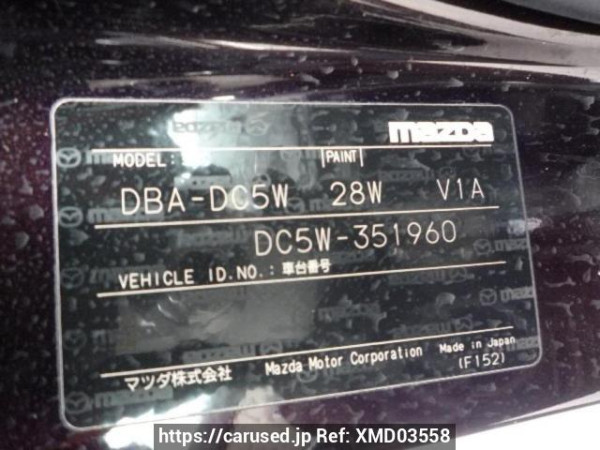 mazda
MODEL: PAINT
DBA-DC5W 28W V1A
DC5W-351960
VEHICLE ID.NO.: 車台番号
マツダ株式会社 Mazda Motor Corporation Made in Japan
(F152)
https://carused.jp Ref: XMD03558